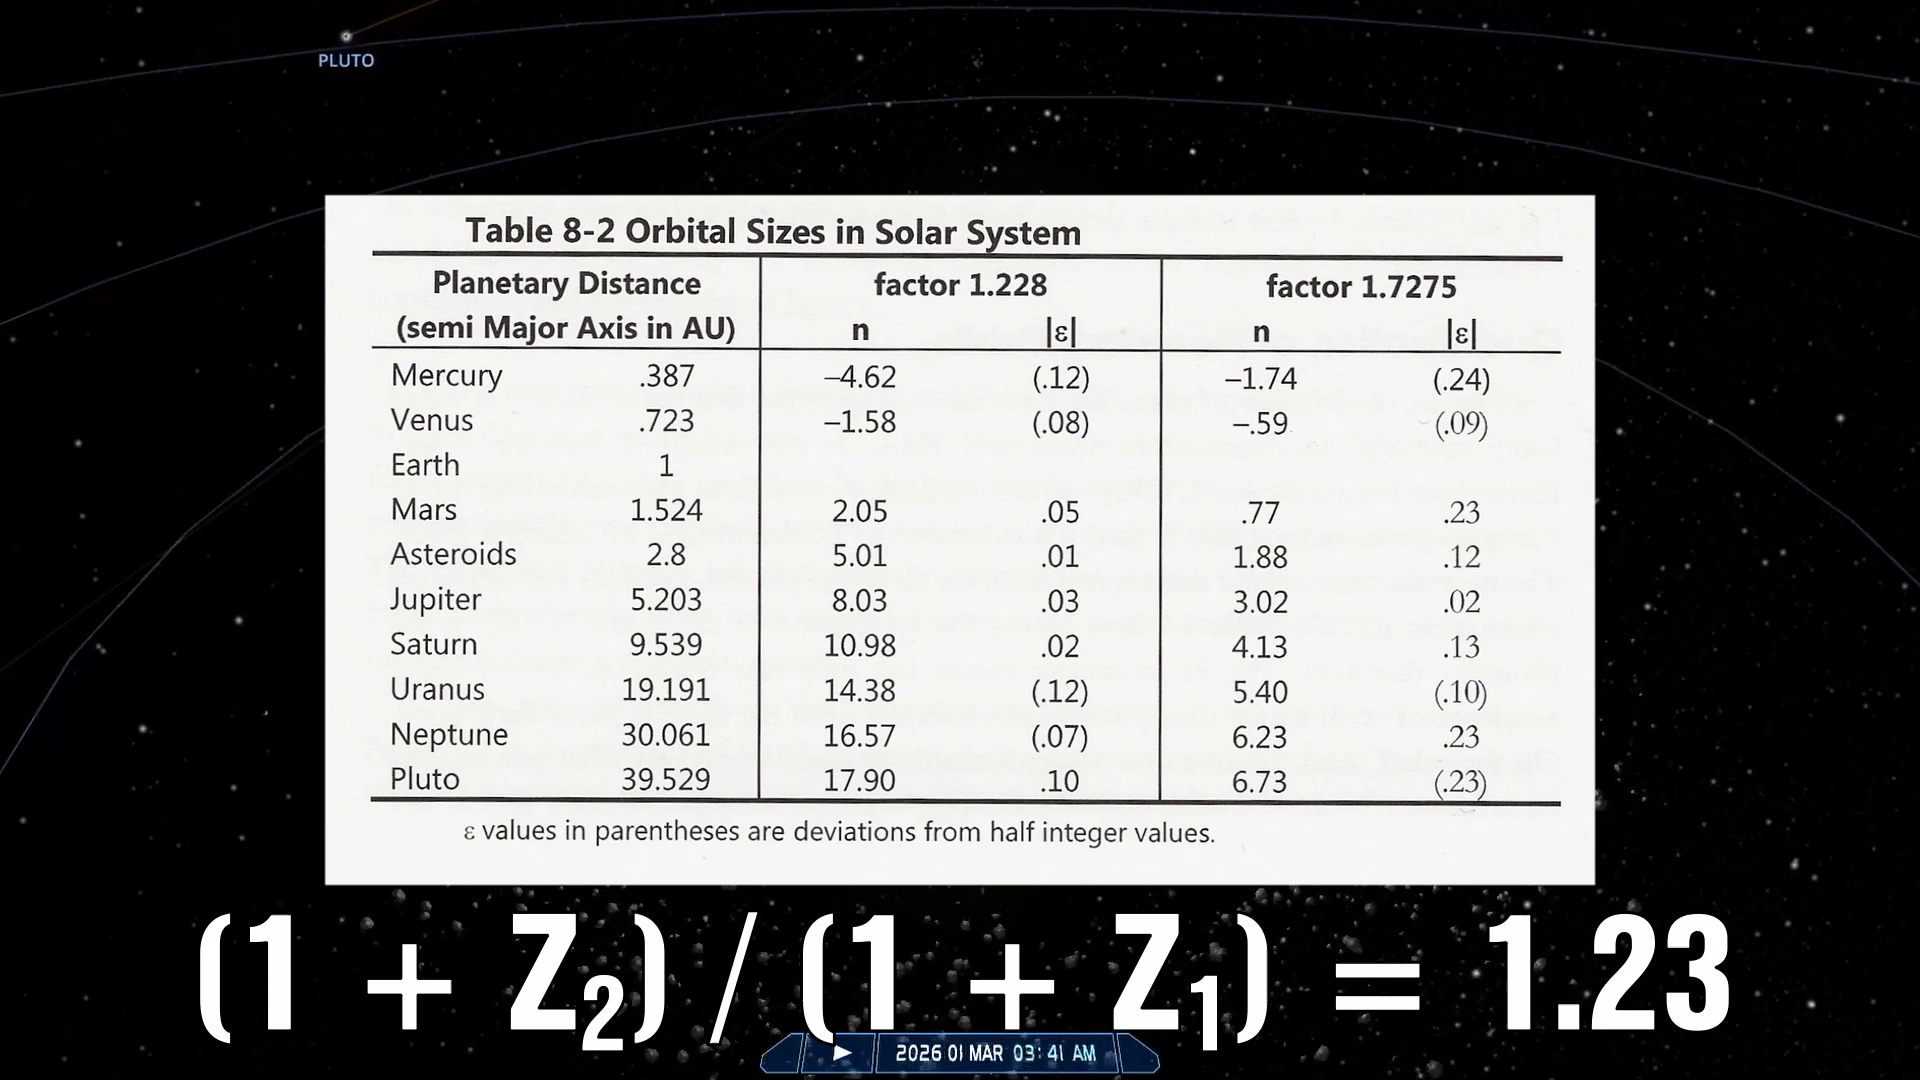 PLUTO
Table 8-2 Orbital Sizes in Solar System
Planetary Distance factor 1.228 factor 1.7275
(semi Major Axis in AU) n |ε| n |ε|
Mercury .387 –4.62 (.12) –1.74 (.24)
Venus .723 –1.58 (.08) –.59 (.09)
Earth 1
Mars 1.524 2.05 .05 .77 .23
Asteroids 2.8 5.01 .01 1.88 .12
Jupiter 5.203 8.03 .03 3.02 .02
Saturn 9.539 10.98 .02 4.13 .13
Uranus 19.191 14.38 (.12) 5.40 (.10)
Neptune 30.061 16.57 (.07) 6.23 .23
Pluto 39.529 17.90 .10 6.73 (.23)
ε values in parentheses are deviations from half integer values.
(1 + Z₂) / (1 + Z₁) = 1.23
2026 01 MAR 03:41 AM